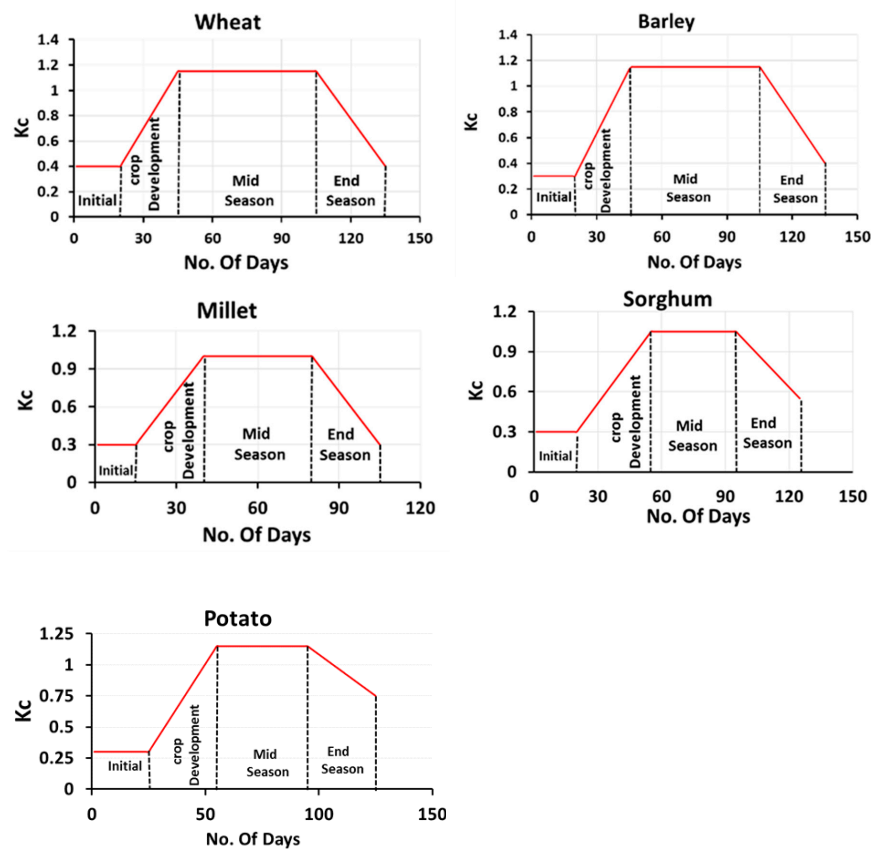 Wheat
1.4
1.2
1
0.8
0.6
0.4
0.2
0
Kc
Initial
crop
Development
Mid
Season
End
Season
0 30 60 90 120 150
No. Of Days
Barley
1.4
1.2
1
0.8
0.6
0.4
0.2
0
Kc
Initial
crop
Development
Mid
Season
End
Season
0 30 60 90 120 150
No. Of Days
Millet
1.2
0.9
0.6
0.3
0
Kc
Initial
crop
Development
Mid
Season
End
Season
0 30 60 90 120
No. Of Days
Sorghum
1.2
0.9
0.6
0.3
0
Kc
Initial
crop
Development
Mid
Season
End
Season
0 30 60 90 120 150
No. Of Days
Potato
1.25
1
0.75
0.5
0.25
0
Kc
Initial
crop
Development
Mid
Season
End
Season
0 50 100 150
No. Of Days